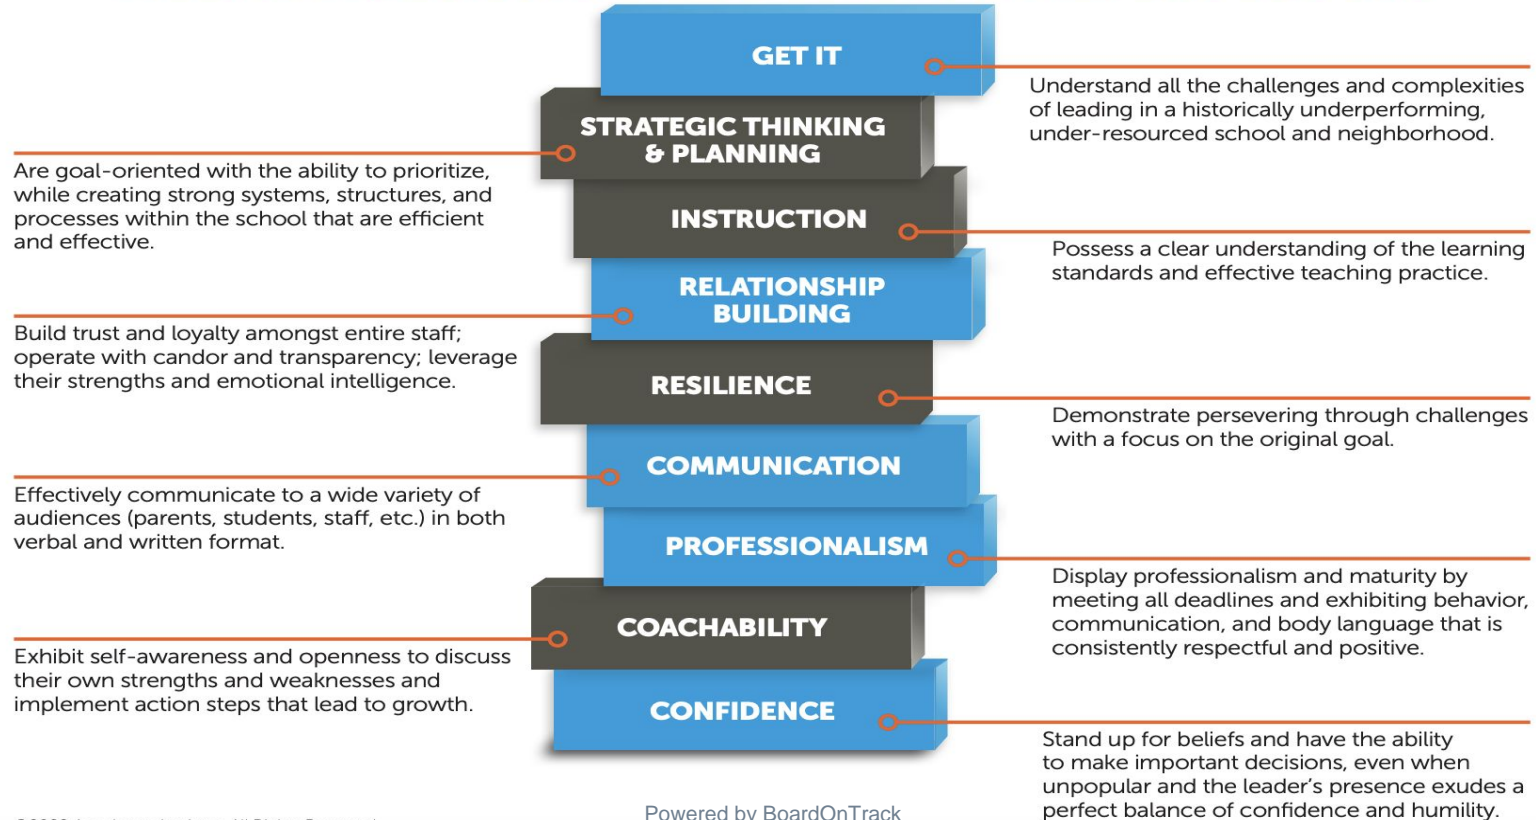 GET IT
Understand all the challenges and complexities
of leading in a historically underperforming,
under-resourced school and neighborhood.
STRATEGIC THINKING
& PLANNING
Are goal-oriented with the ability to prioritize,
while creating strong systems, structures, and
processes within the school that are efficient
and effective.
INSTRUCTION
Possess a clear understanding of the learning
standards and effective teaching practice.
RELATIONSHIP
BUILDING
Build trust and loyalty amongst entire staff;
operate with candor and transparency; leverage
their strengths and emotional intelligence.
RESILIENCE
Demonstrate persevering through challenges
with a focus on the original goal.
COMMUNICATION
Effectively communicate to a wide variety of
audiences (parents, students, staff, etc.) in both
verbal and written format.
PROFESSIONALISM
Display professionalism and maturity by
meeting all deadlines and exhibiting behavior,
communication, and body language that is
consistently respectful and positive.
COACHABILITY
Exhibit self-awareness and openness to discuss
their own strengths and weaknesses and
implement action steps that lead to growth.
CONFIDENCE
Stand up for beliefs and have the ability
to make important decisions, even when
unpopular and the leader's presence exudes a
perfect balance of confidence and humility.
Powered by BoardOnTrack